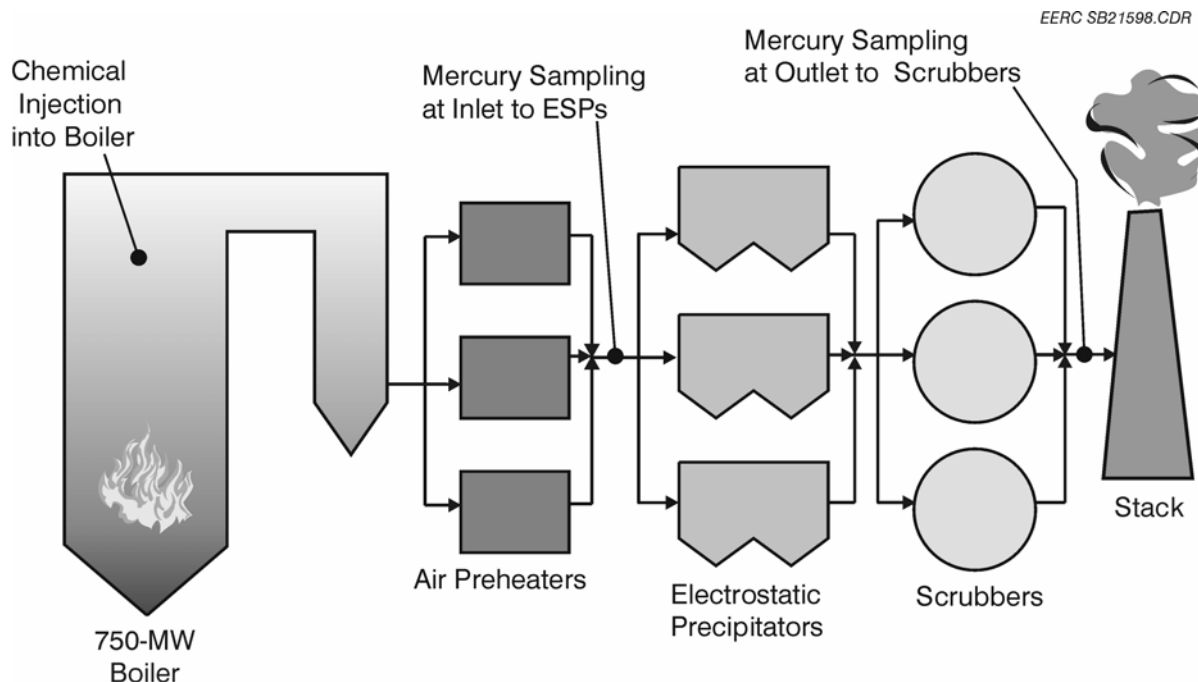 EERC SB21598.CDR
Chemical
Injection
into Boiler
Mercury Sampling
at Inlet to ESPs
Mercury Sampling
at Outlet to Scrubbers
Air Preheaters
Electrostatic
Precipitators
Scrubbers
Stack
750-MW
Boiler